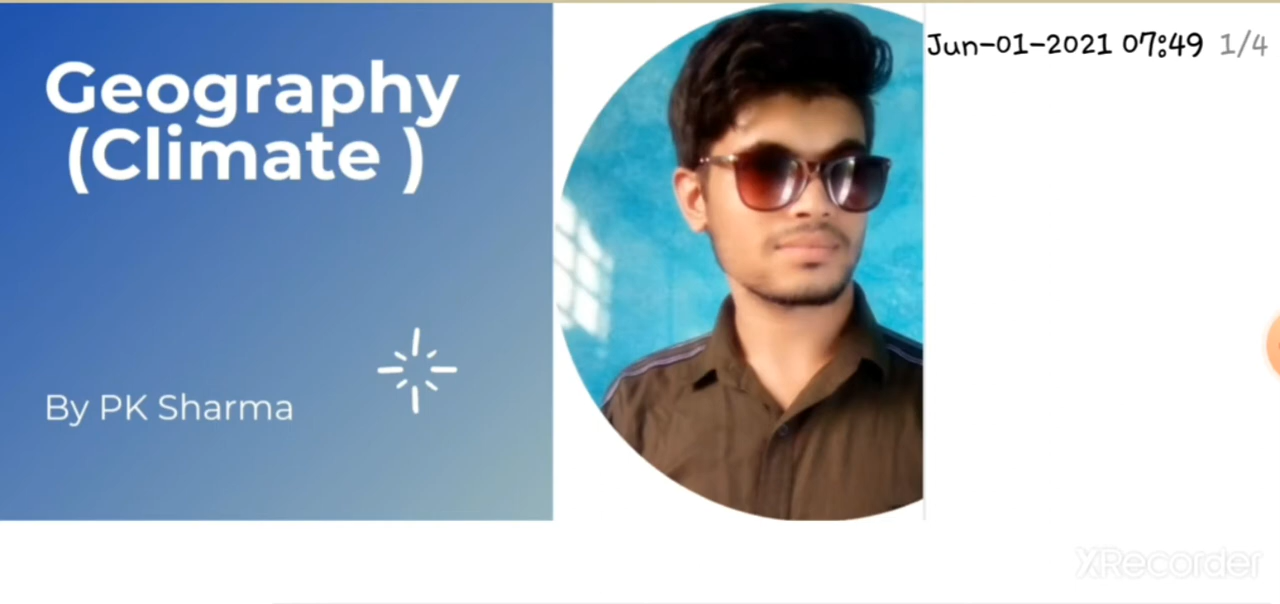 Geography
(Climate )
By PK Sharma
Jun-01-2021 07:49 1/4
XRecorder